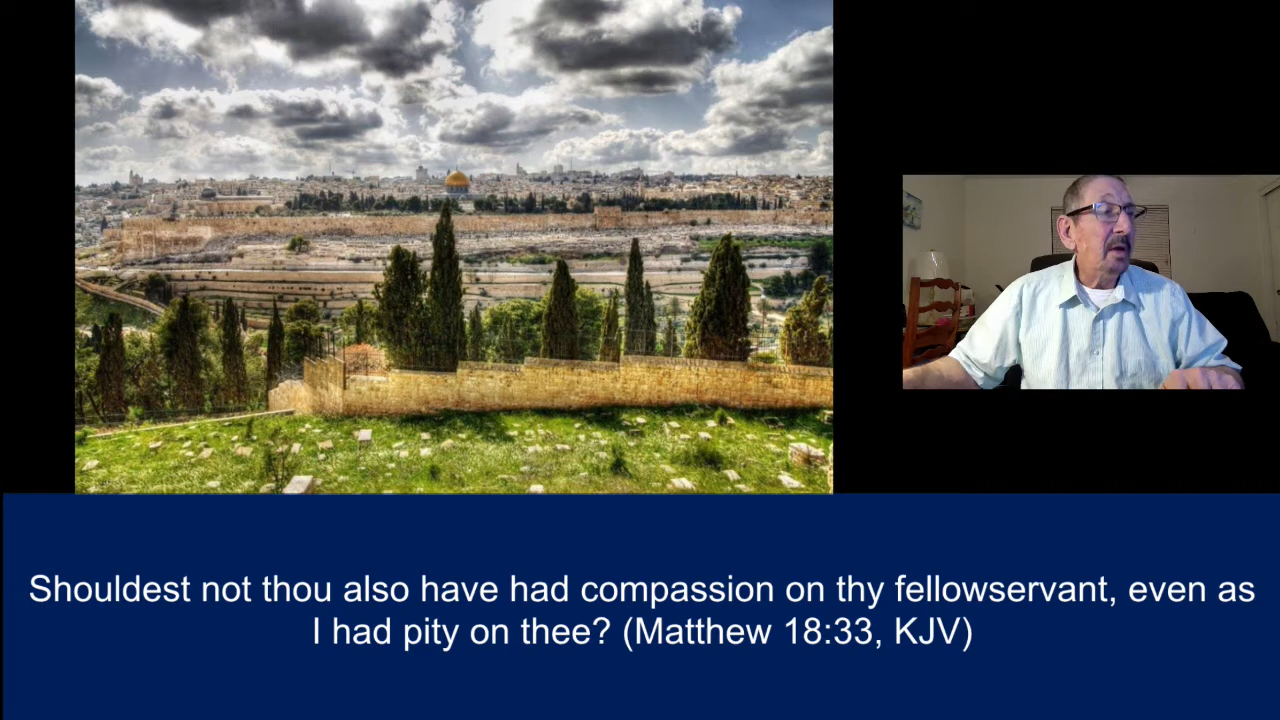 Shouldest not thou also have had compassion on thy fellowservant, even as
I had pity on thee? (Matthew 18:33, KJV)